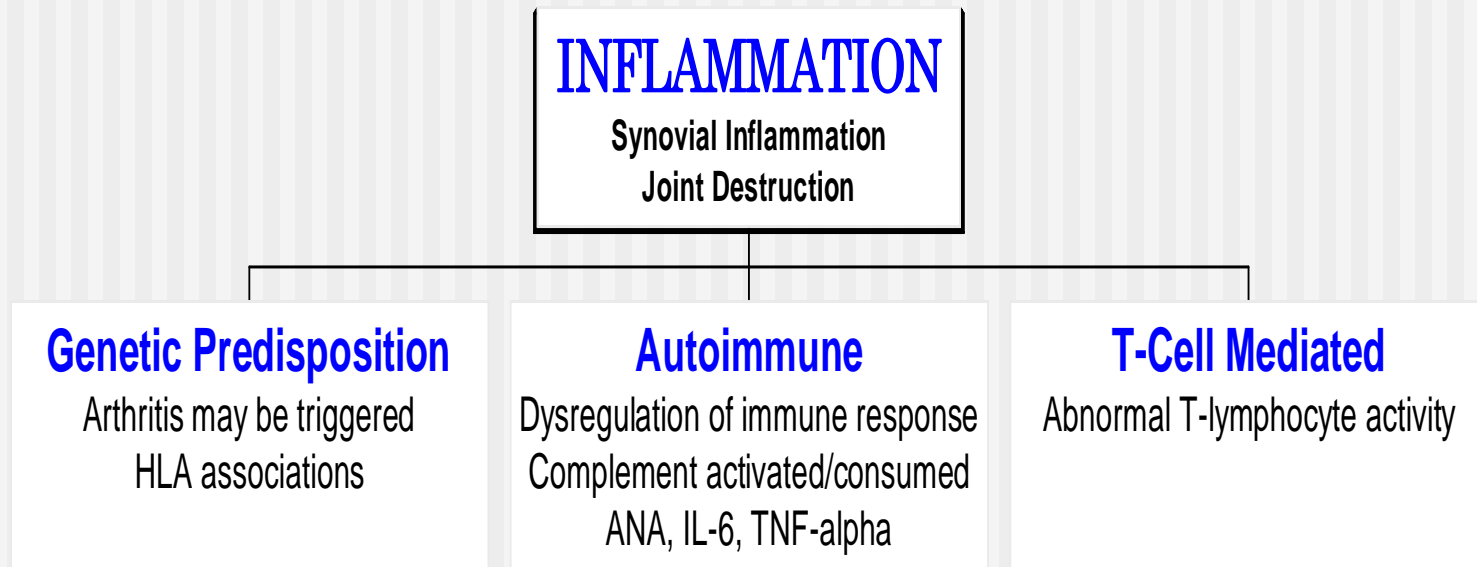 INFLAMMATION
Synovial Inflammation
Joint Destruction
Genetic Predisposition
Arthritis may be triggered
HLA associations
Autoimmune
Dysregulation of immune response
Complement activated/consumed
ANA, IL-6, TNF-alpha
T-Cell Mediated
Abnormal T-lymphocyte activity